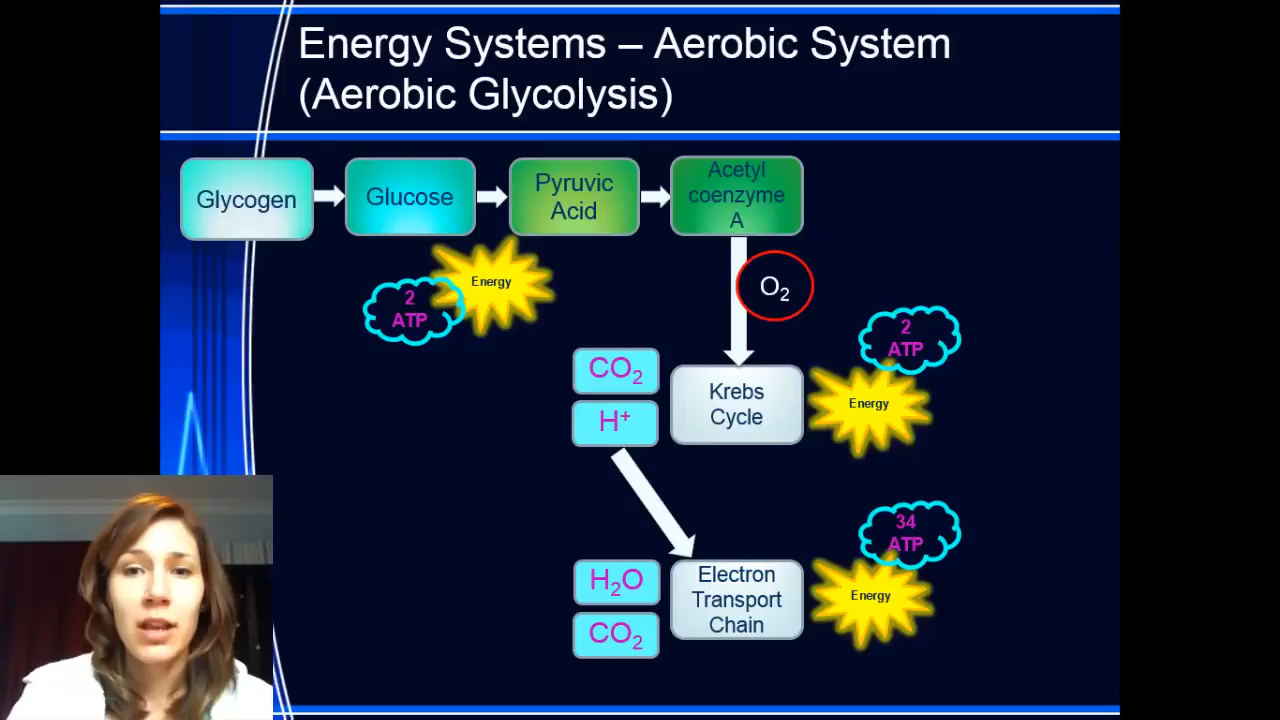 Energy Systems – Aerobic System
(Aerobic Glycolysis)
Glycogen
Glucose
Pyruvic
Acid
Acetyl
coenzyme
A
Energy
2
ATP
O₂
2
ATP
CO₂
H⁺
Krebs
Cycle
Energy
34
ATP
H₂O
CO₂
Electron
Transport
Chain
Energy